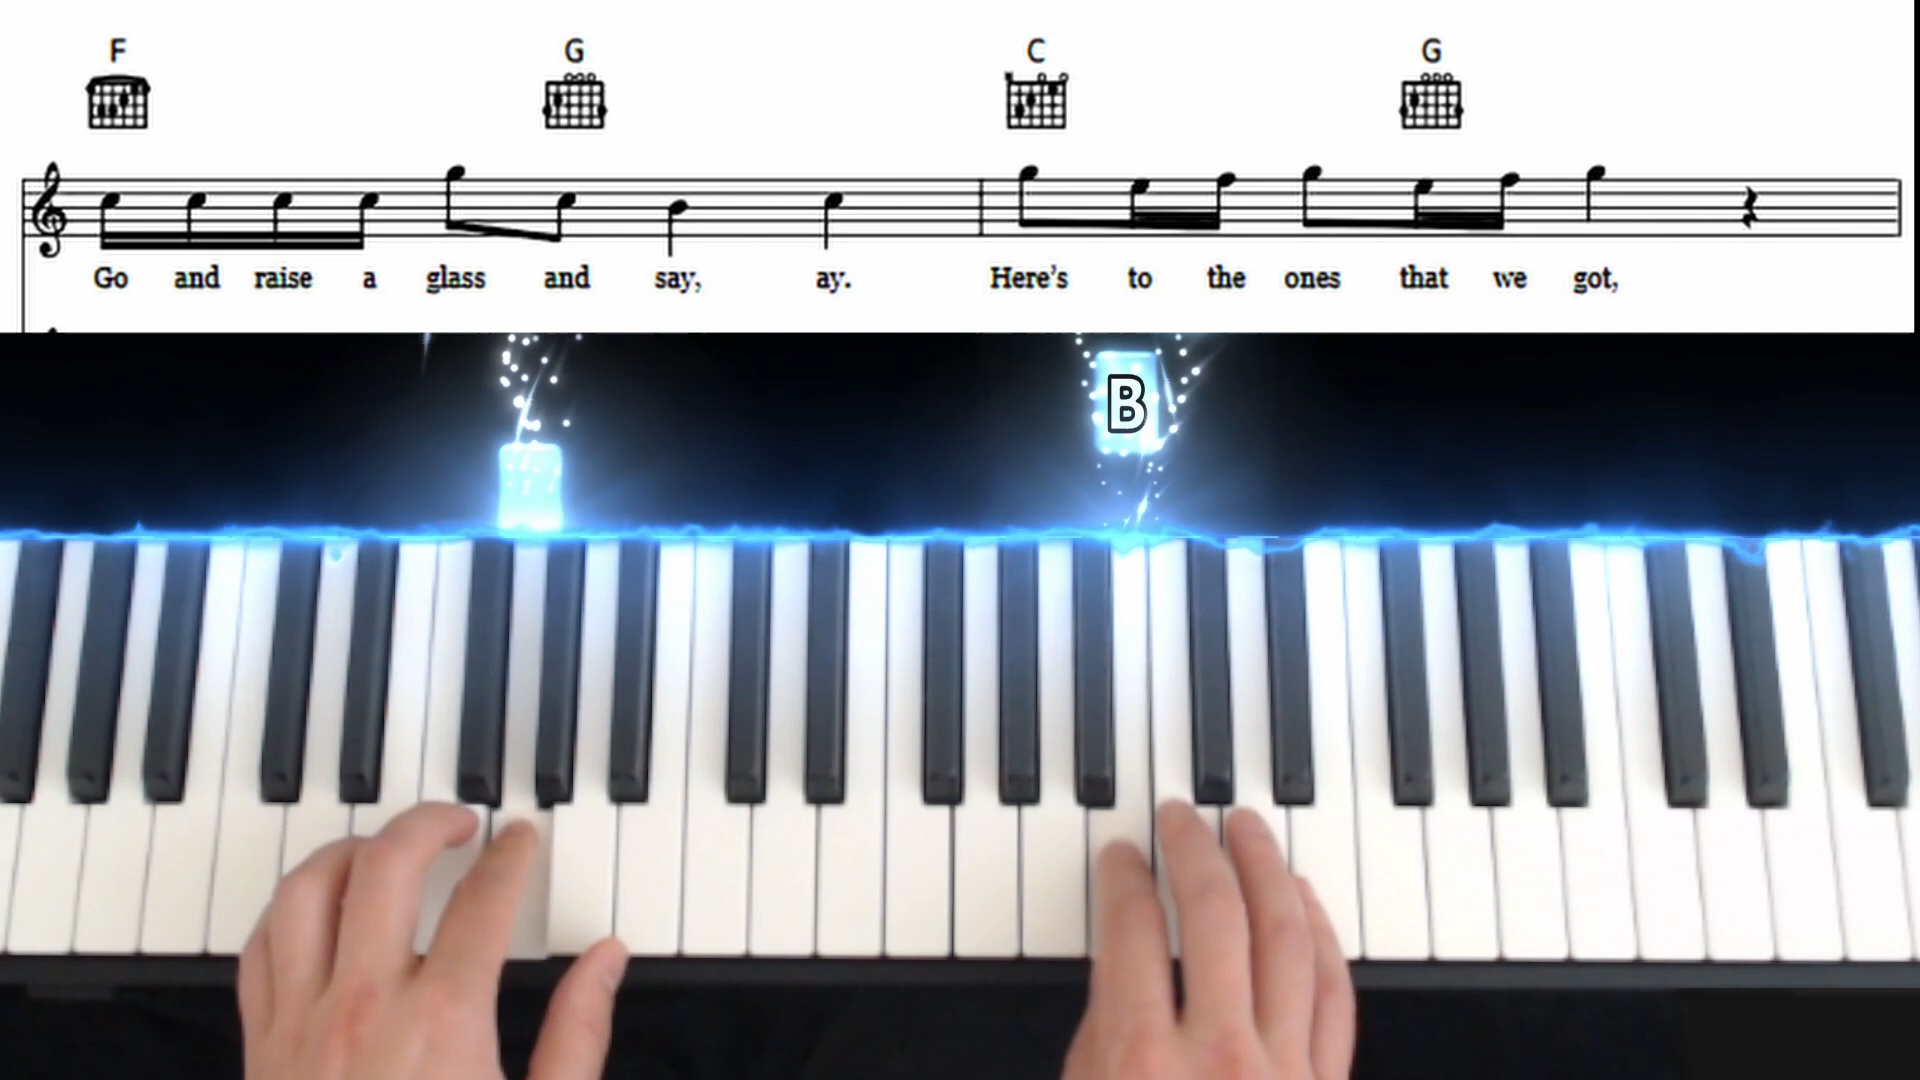 F G C G
Go and raise a glass and say, ay. Here's to the ones that we got,
B